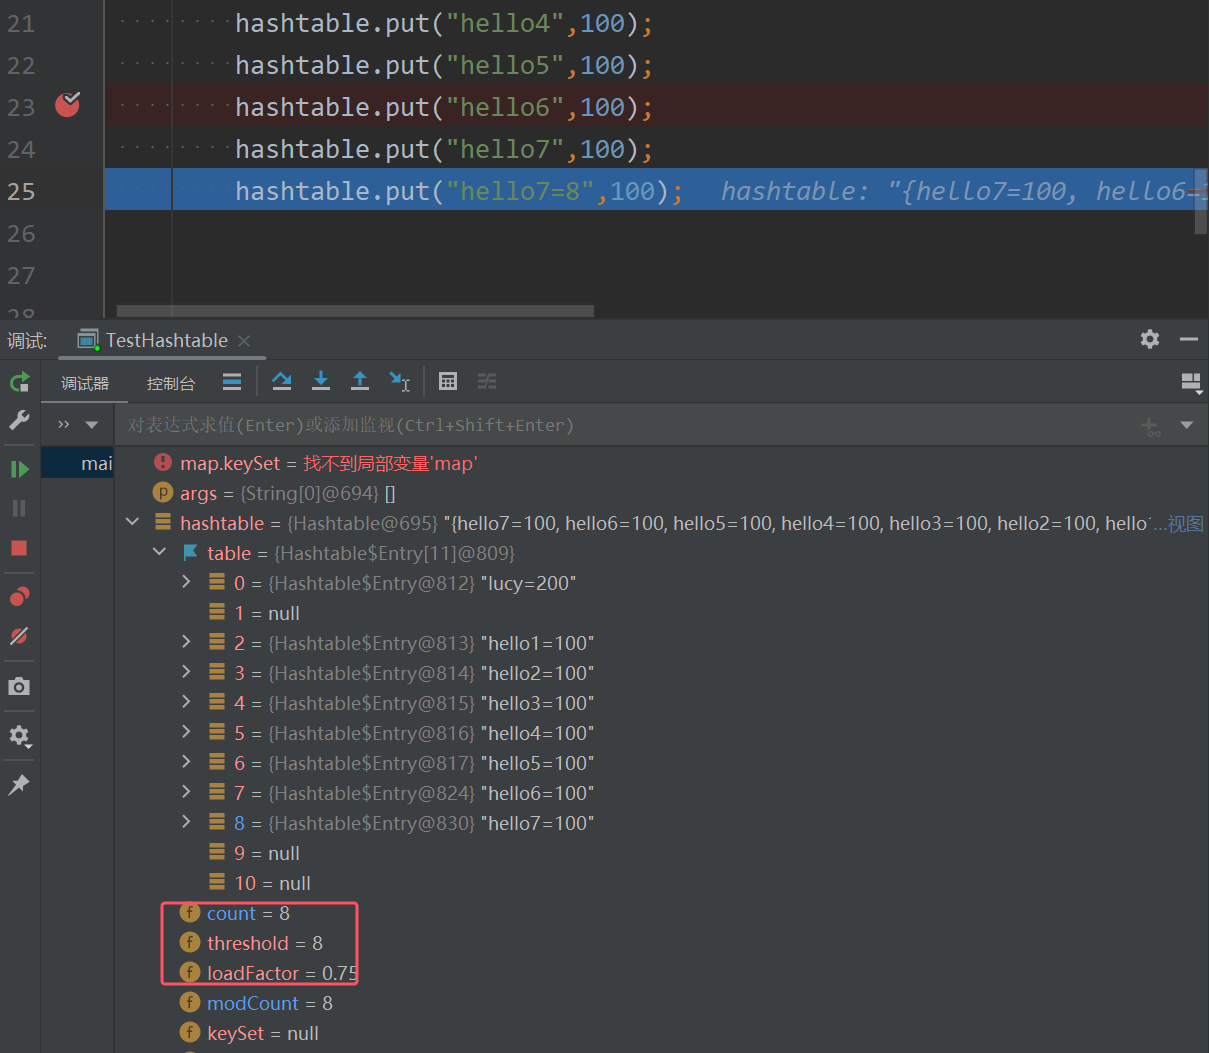 21 hashtable.put("hello4",100);
22 hashtable.put("hello5",100);
23 hashtable.put("hello6",100);
24 hashtable.put("hello7",100);
25 hashtable.put("hello7=8",100); hashtable: "{hello7=100, hello6=
26
27
28
调试: TestHashtable
调试器 控制台
对表达式求值(Enter)或添加监视(Ctrl+Shift+Enter)
mai
map.keySet = 找不到局部变量'map'
args = {String[0]@694} []
hashtable = {Hashtable@695} "{hello7=100, hello6=100, hello5=100, hello4=100, hello3=100, hello2=100, hello ...视图
table = {Hashtable$Entry[11]@809}
0 = {Hashtable$Entry@812} "lucy=200"
1 = null
2 = {Hashtable$Entry@813} "hello1=100"
3 = {Hashtable$Entry@814} "hello2=100"
4 = {Hashtable$Entry@815} "hello3=100"
5 = {Hashtable$Entry@816} "hello4=100"
6 = {Hashtable$Entry@817} "hello5=100"
7 = {Hashtable$Entry@824} "hello6=100"
8 = {Hashtable$Entry@830} "hello7=100"
9 = null
10 = null
count = 8
threshold = 8
loadFactor = 0.75
modCount = 8
keySet = null